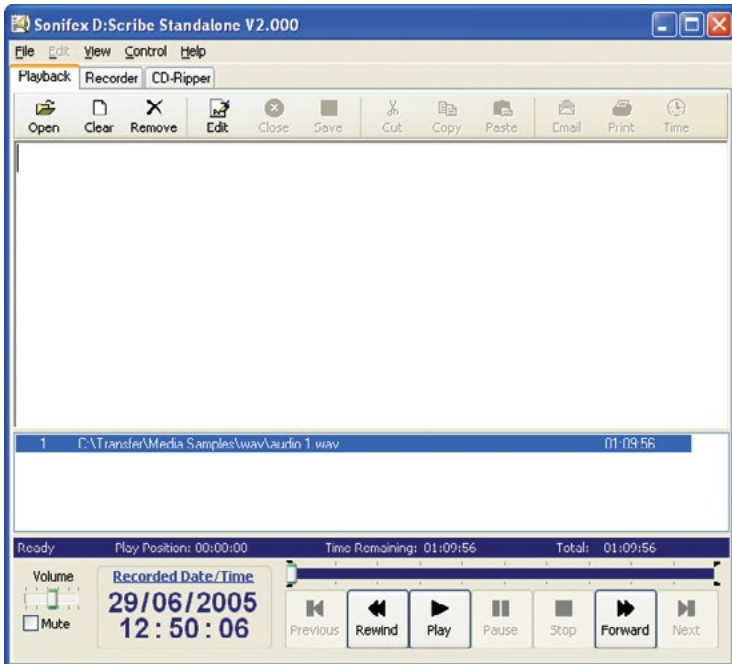 Sonifex D:Scribe Standalone V2.000
File Edit View Control Help
Playback Recorder CD-Ripper
Open Clear Remove Edit Close Save Cut Copy Paste Email Print Time
1 C:\Transfer\Media Samples\wav\audio 1.wav 01:09:56
Ready Play Position: 00:00:00 Time Remaining: 01:09:56 Total: 01:09:56
Volume
Mute
Recorded Date/Time
29/06/2005
12:50:06
Previous Rewind Play Pause Stop Forward Next